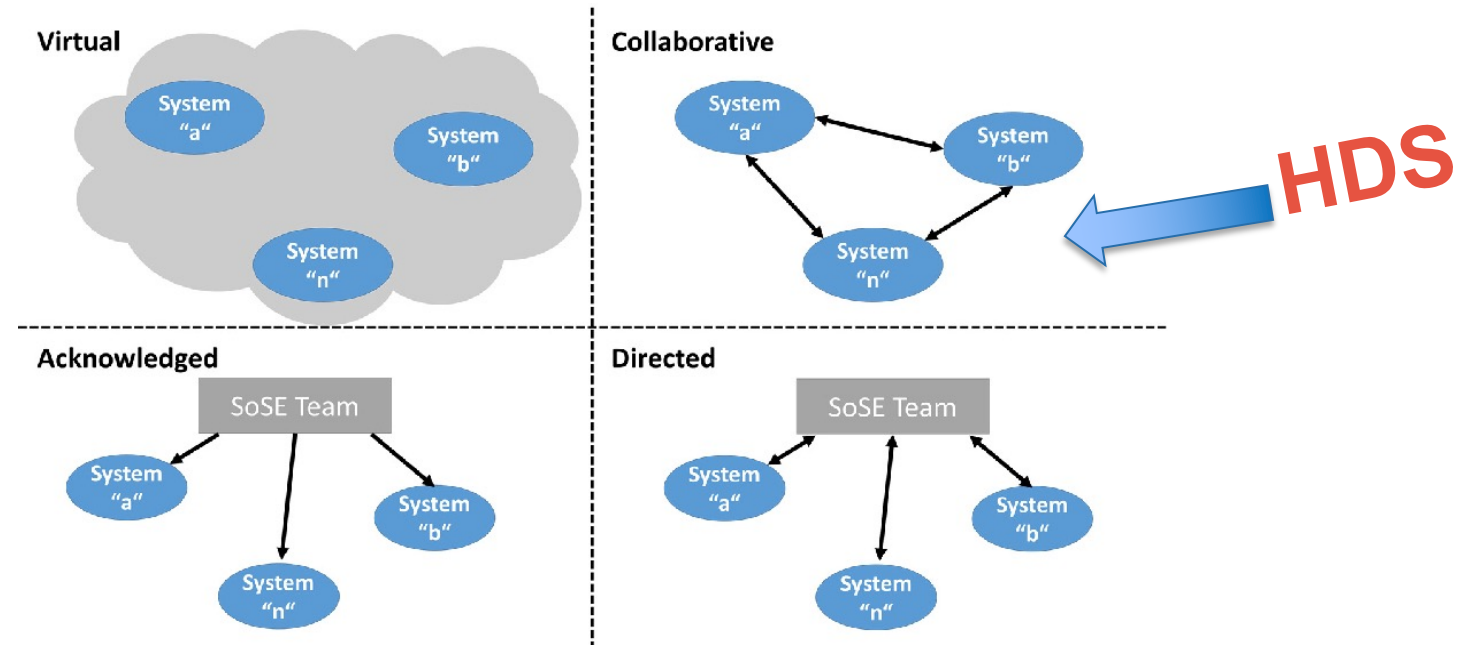 Virtual
System
“a“
System
“b“
System
“n“
Collaborative
System
“a“
System
“b“
System
“n“
HDS
Acknowledged
SoSE Team
System
“a“
System
“b“
System
“n“
Directed
SoSE Team
System
“a“
System
“b“
System
“n“